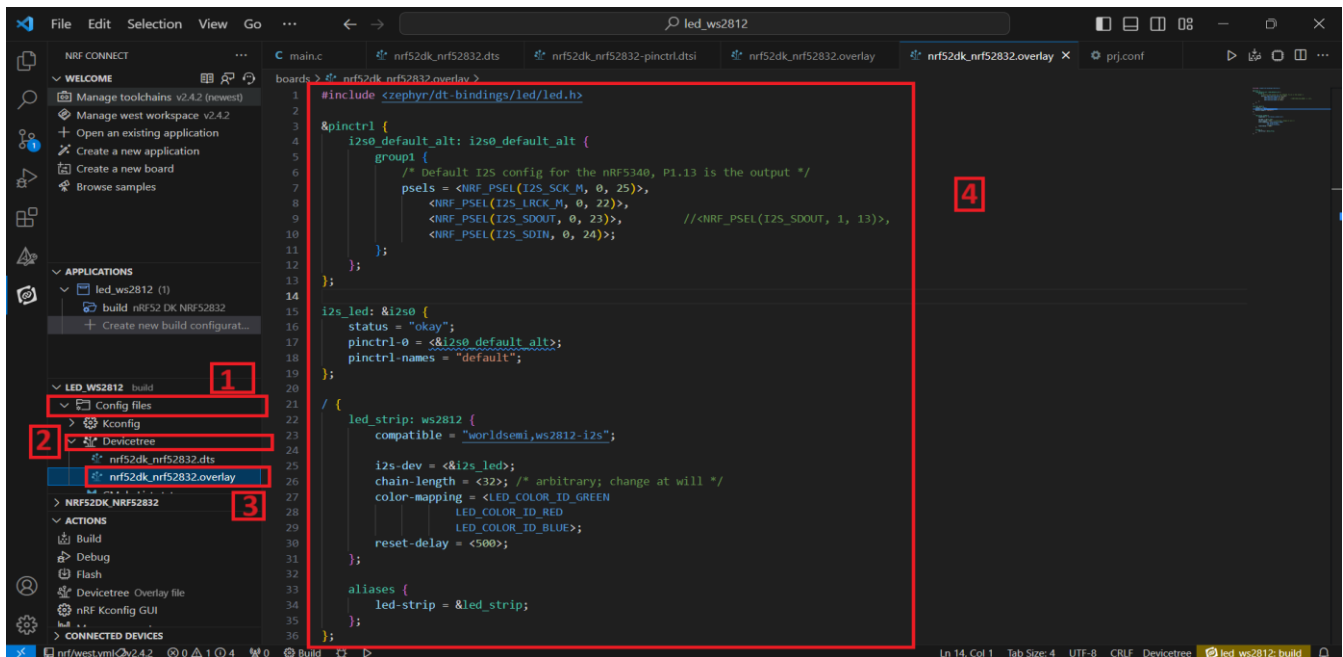 File Edit Selection View Go ··· led_ws2812
NRF CONNECT ···
WELCOME
Manage toolchains v2.4.2 (newest)
Manage west workspace v2.4.2
Open an existing application
Create a new application
Create a new board
Browse samples
APPLICATIONS
led_ws2812 (1)
build nRF52 DK NRF52832
Create new build configurat...
1
LED_WS2812 build
Config files
Kconfig
2
Devicetree
nrf52dk_nrf52832.dts
nrf52dk_nrf52832.overlay
3
NRF52DK_NRF52832
ACTIONS
Build
Debug
Flash
Devicetree Overlay file
nRF Kconfig GUI
CONNECTED DEVICES
main.c nrf52dk_nrf52832.dts nrf52dk_nrf52832-pinctrl.dtsi nrf52dk_nrf52832.overlay nrf52dk_nrf52832.overlay prj.conf
boards > nrf52dk_nrf52832.overlay >
1 #include <zephyr/dt-bindings/led/led.h>
2
3 &pinctrl {
4 i2s0_default_alt: i2s0_default_alt {
5 group1 {
6 /* Default I2S config for the nRF5340, P1.13 is the output */
7 psels = <NRF_PSEL(I2S_SCK_M, 0, 25)>,
8 <NRF_PSEL(I2S_LRCK_M, 0, 22)>,
9 <NRF_PSEL(I2S_SDOUT, 0, 23)>, //<NRF_PSEL(I2S_SDOUT, 1, 13)>,
10 <NRF_PSEL(I2S_SDIN, 0, 24)>;
11 };
12 };
13 };
14
15 i2s_led: &i2s0 {
16 status = "okay";
17 pinctrl-0 = <&i2s0_default_alt>;
18 pinctrl-names = "default";
19 };
20
21 / {
22 led_strip: ws2812 {
23 compatible = "worldsemi,ws2812-i2s";
24
25 i2s-dev = <&i2s_led>;
26 chain-length = <32>; /* arbitrary; change at will */
27 color-mapping = <LED_COLOR_ID_GREEN
28 LED_COLOR_ID_RED
29 LED_COLOR_ID_BLUE>;
30 reset-delay = <500>;
31 };
32
33 aliases {
34 led-strip = &led_strip;
35 };
36 };
4
nrf/west.yml v2.4.2 0 1 4 0 Build Ln 14, Col 1 Tab Size: 4 UTF-8 CRLF Devicetree led_ws2812: build